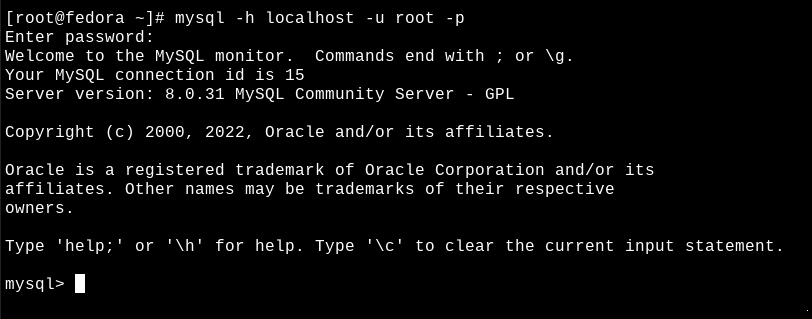 [root@fedora ~]# mysql -h localhost -u root -p
Enter password:
Welcome to the MySQL monitor.  Commands end with ; or \g.
Your MySQL connection id is 15
Server version: 8.0.31 MySQL Community Server - GPL
Copyright (c) 2000, 2022, Oracle and/or its affiliates.
Oracle is a registered trademark of Oracle Corporation and/or its
affiliates. Other names may be trademarks of their respective
owners.
Type 'help;' or '\h' for help. Type '\c' to clear the current input statement.
mysql>